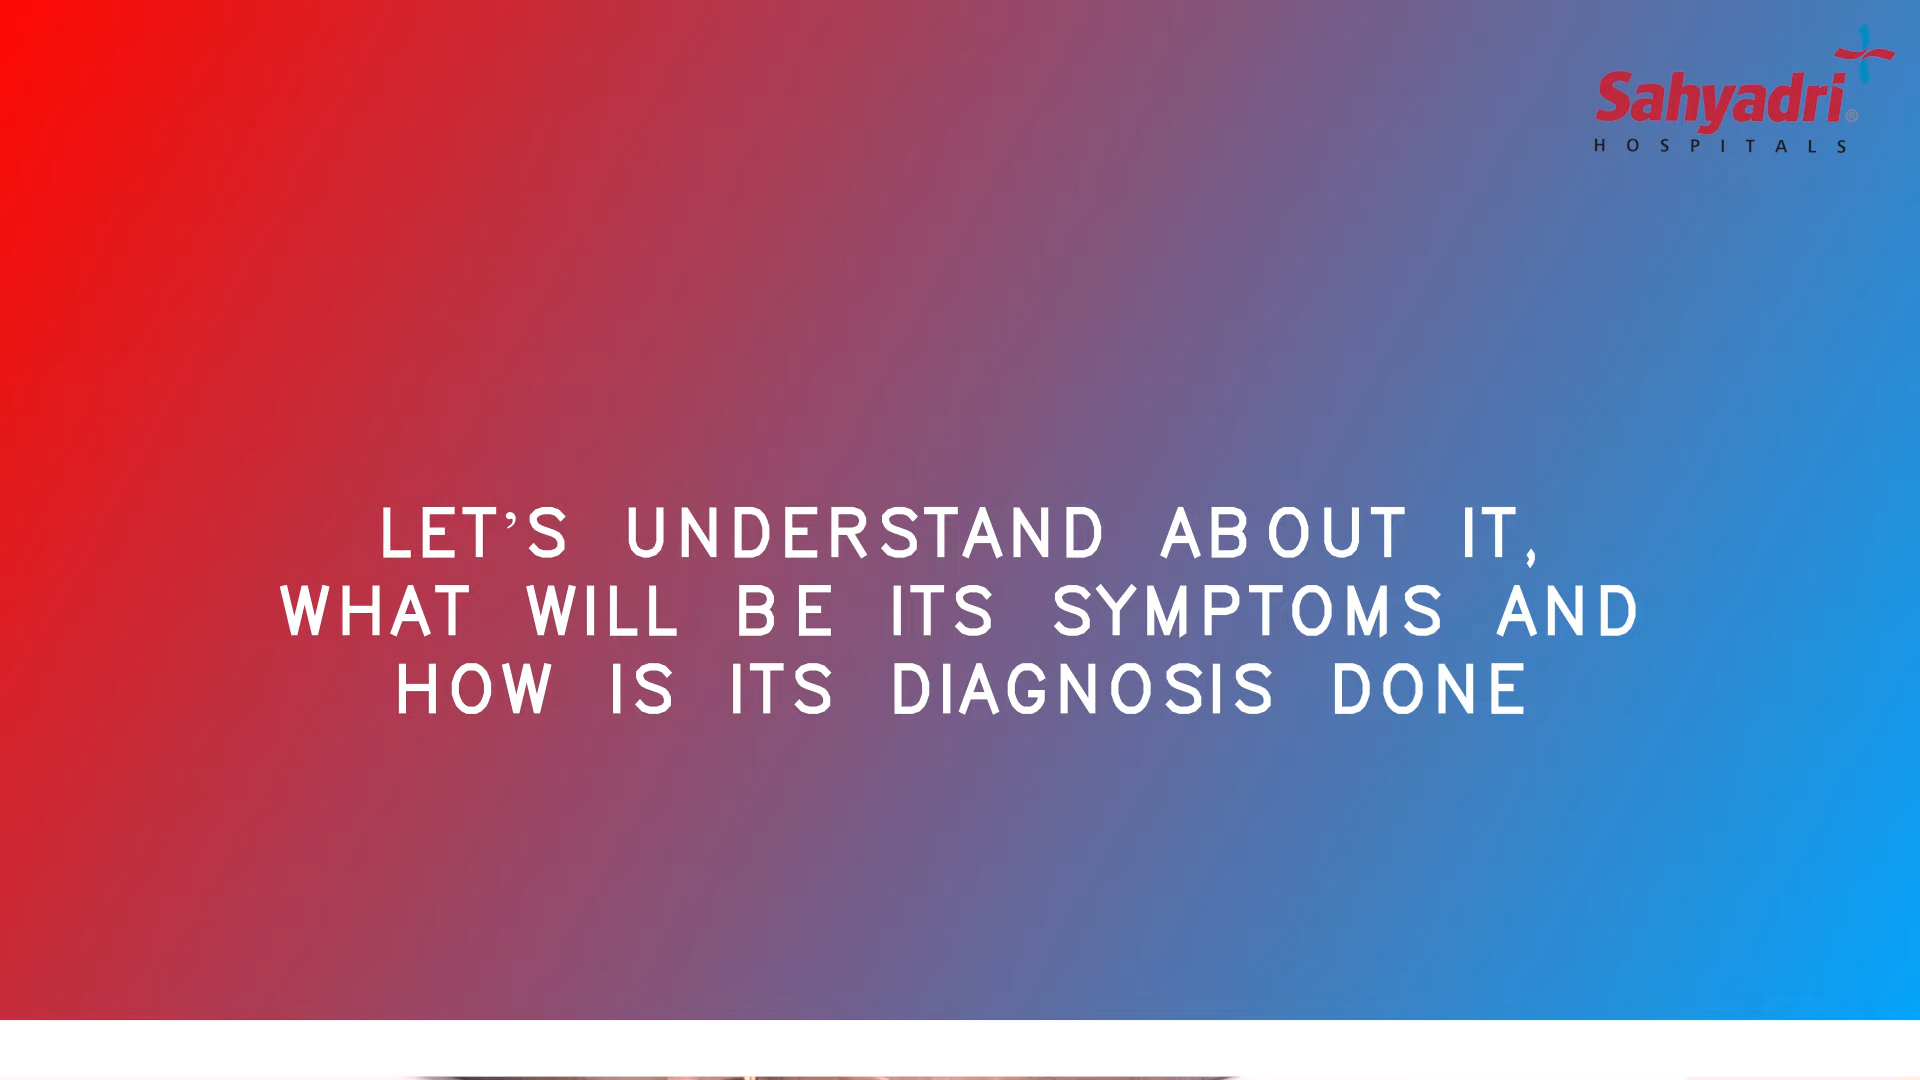 Sahyadri®
HOSPITALS
LET'S UNDERSTAND ABOUT IT,
WHAT WILL BE ITS SYMPTOMS AND
HOW IS ITS DIAGNOSIS DONE